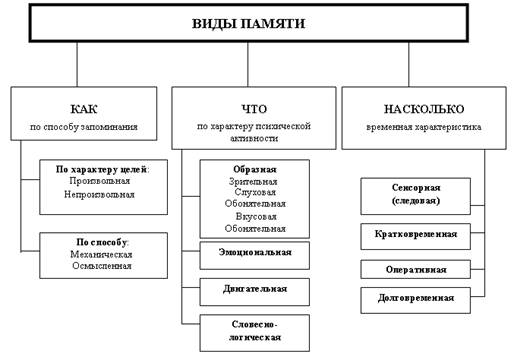 ВИДЫ ПАМЯТИ
КАК
по способу запоминания
По характеру целей:
Произвольная
Непроизвольная
По способу:
Механическая
Осмысленная
ЧТО
по характеру психической
активности
Образная
Зрительная
Слуховая
Обонятельная
Вкусовая
Обонятельная
Эмоциональная
Двигательная
Словесно-
логическая
НАСКОЛЬКО
временная характеристика
Сенсорная
(следовая)
Кратковременная
Оперативная
Долговременная